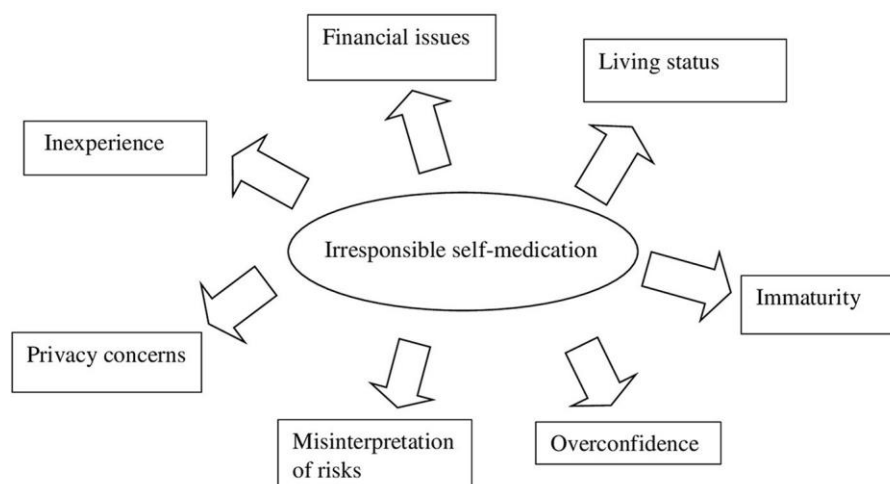 Financial issues
Living status
Inexperience
Irresponsible self-medication
Immaturity
Privacy concerns
Misinterpretation
of risks
Overconfidence